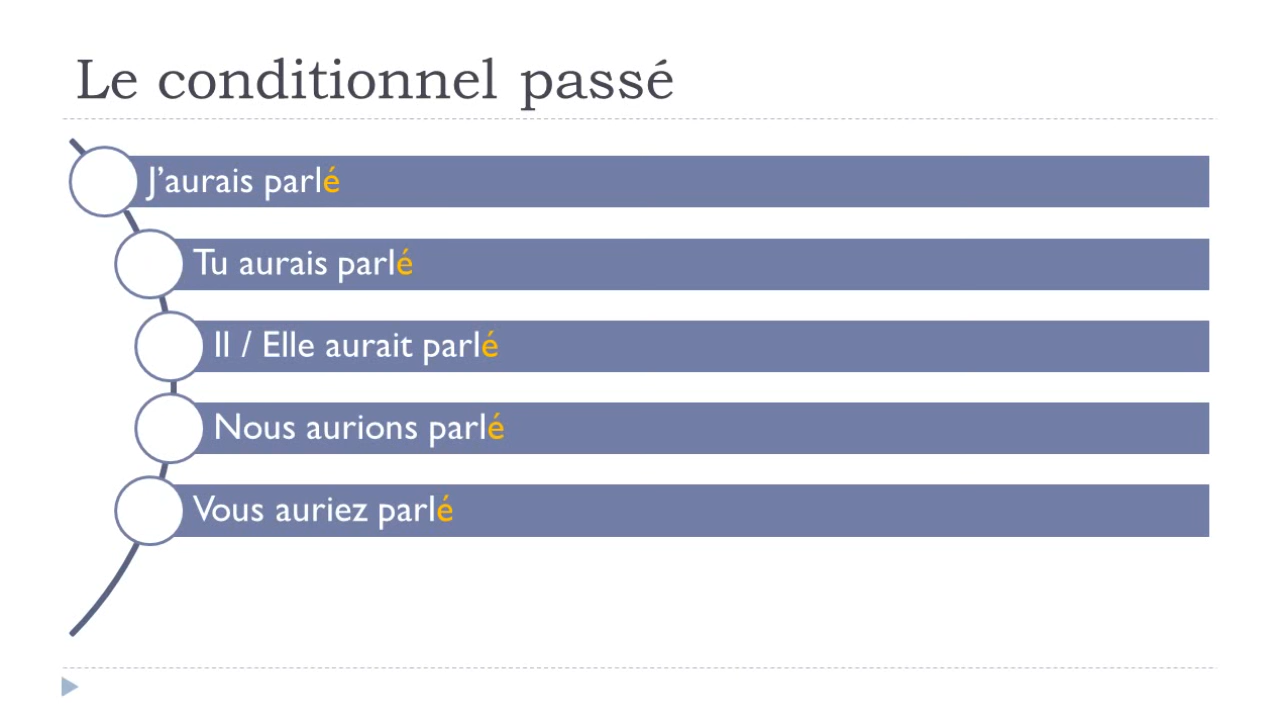 Le conditionnel passé
J’aurais parlé
Tu aurais parlé
Il / Elle aurait parlé
Nous aurions parlé
Vous auriez parlé